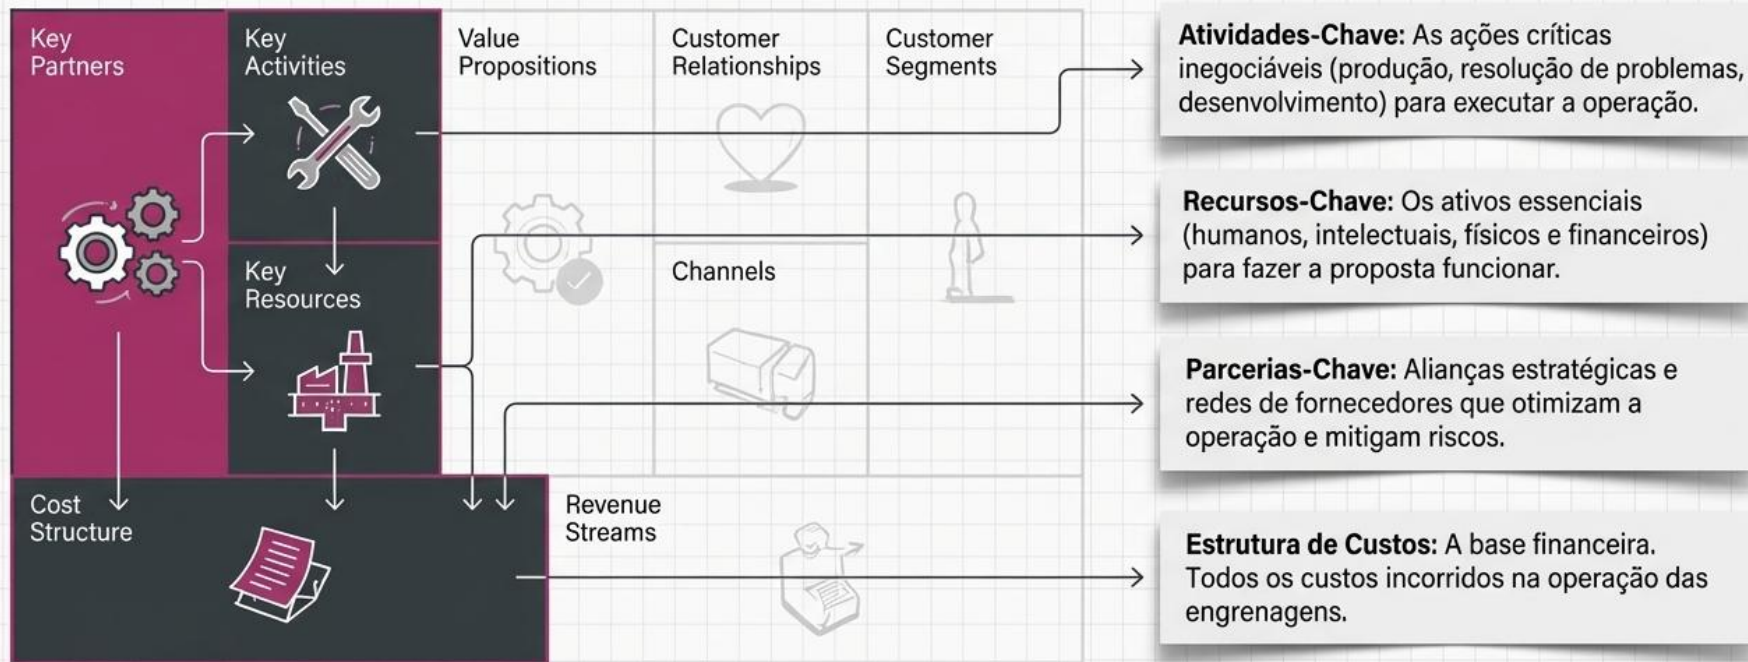 Key
Partners
Key
Activities
Value
Propositions
Customer
Relationships
Customer
Segments
Key
Resources
Channels
Cost
Structure
Revenue
Streams
Atividades-Chave: As ações críticas
inegociáveis (produção, resolução de problemas,
desenvolvimento) para executar a operação.
Recursos-Chave: Os ativos essenciais
(humanos, intelectuais, físicos e financeiros)
para fazer a proposta funcionar.
Parcerias-Chave: Alianças estratégicas e
redes de fornecedores que otimizam a
operação e mitigam riscos.
Estrutura de Custos: A base financeira.
Todos os custos incorridos na operação das
engrenagens.